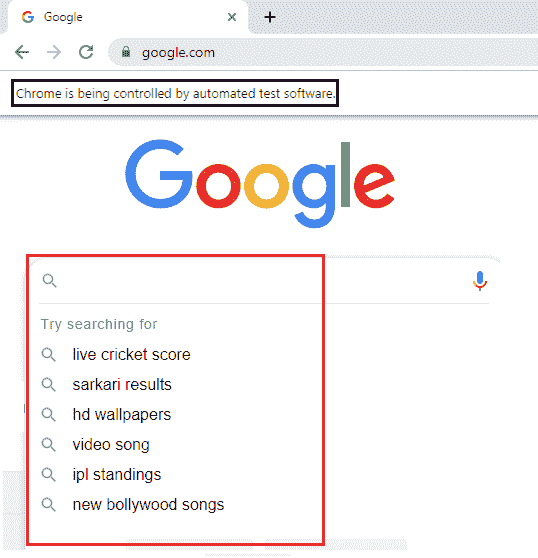 Google
google.com
Chrome is being controlled by automated test software.
Google
Try searching for
live cricket score
sarkari results
hd wallpapers
video song
ipl standings
new bollywood songs